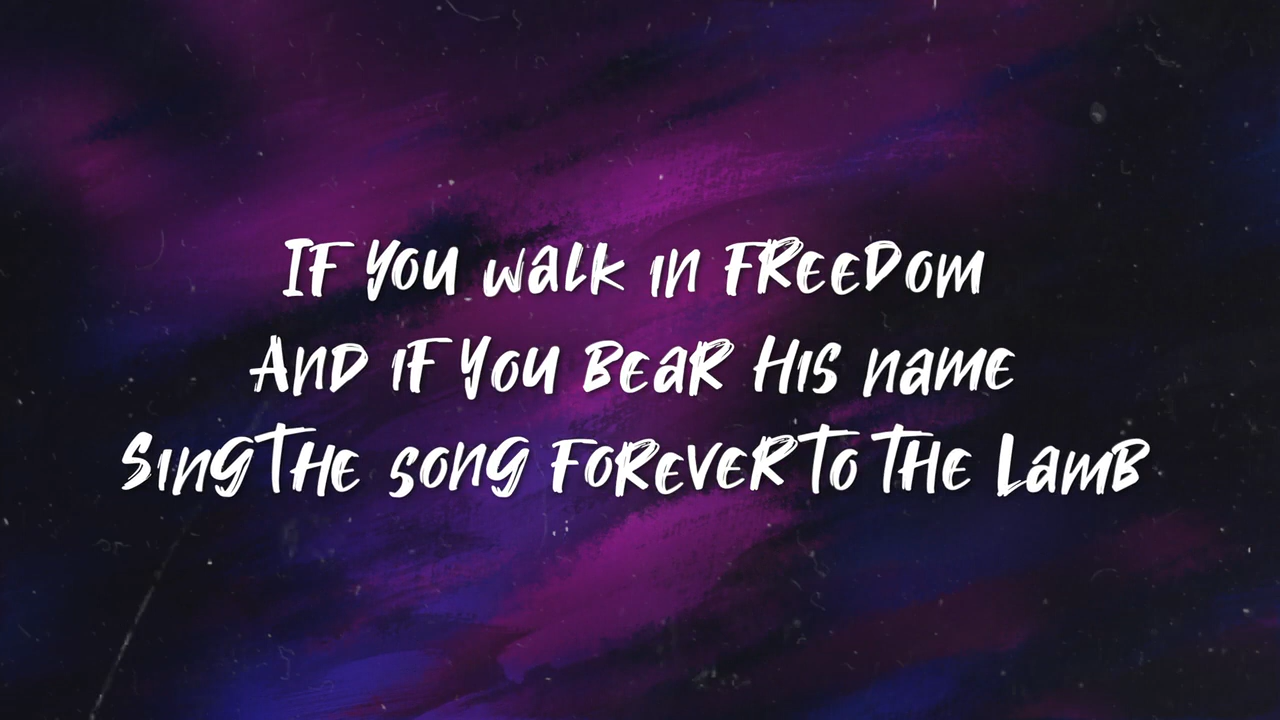 If you walk in freedom
And if you bear His name
Sing the song forever to the Lamb